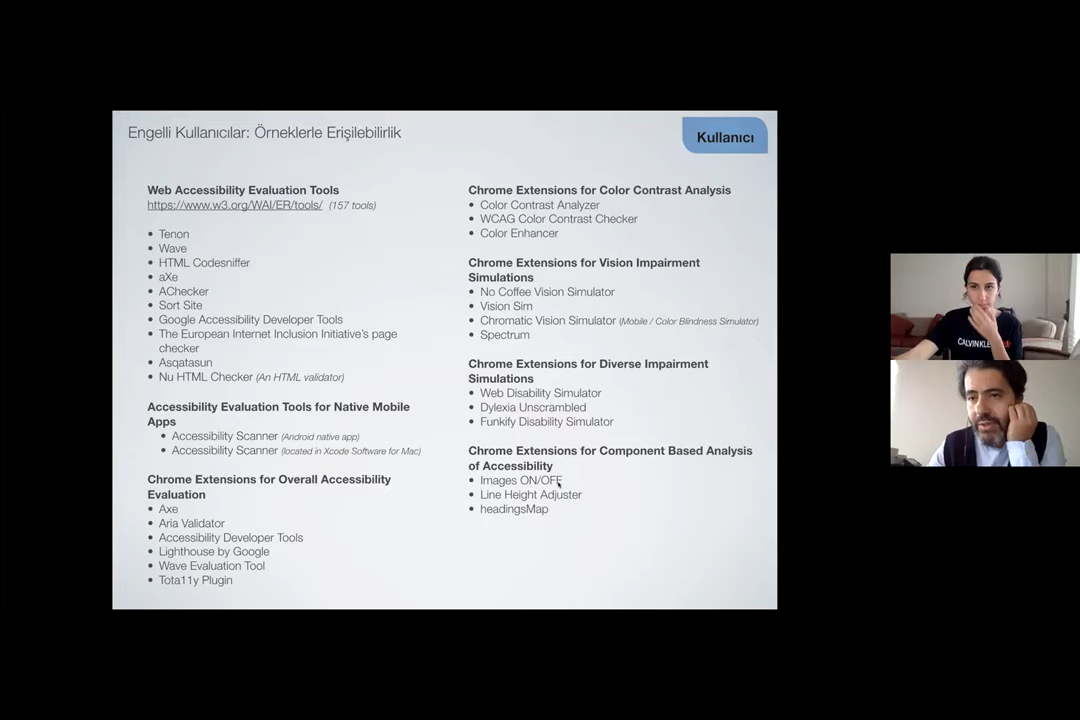 Engelli Kullanıcılar: Örneklerle Erişilebilirlik
Kullanıcı
Web Accessibility Evaluation Tools
https://www.w3.org/WAI/ER/tools/ (157 tools)
• Tenon
• Wave
• HTML Codesniffer
• aXe
• AChecker
• Sort Site
• Google Accessibility Developer Tools
• The European Internet Inclusion Initiative's page
checker
• Asqatasun
• Nu HTML Checker (An HTML validator)
Accessibility Evaluation Tools for Native Mobile
Apps
• Accessibility Scanner (Android native app)
• Accessibility Scanner (located in Xcode Software for Mac)
Chrome Extensions for Overall Accessibility
Evaluation
• Axe
• Aria Validator
• Accessibility Developer Tools
• Lighthouse by Google
• Wave Evaluation Tool
• Tota11y Plugin
Chrome Extensions for Color Contrast Analysis
• Color Contrast Analyzer
• WCAG Color Contrast Checker
• Color Enhancer
Chrome Extensions for Vision Impairment
Simulations
• No Coffee Vision Simulator
• Vision Sim
• Chromatic Vision Simulator (Mobile / Color Blindness Simulator)
• Spectrum
Chrome Extensions for Diverse Impairment
Simulations
• Web Disability Simulator
• Dylexia Unscrambled
• Funkify Disability Simulator
Chrome Extensions for Component Based Analysis
of Accessibility
• Images ON/OFF
• Line Height Adjuster
• headingsMap
CALVIN KLE